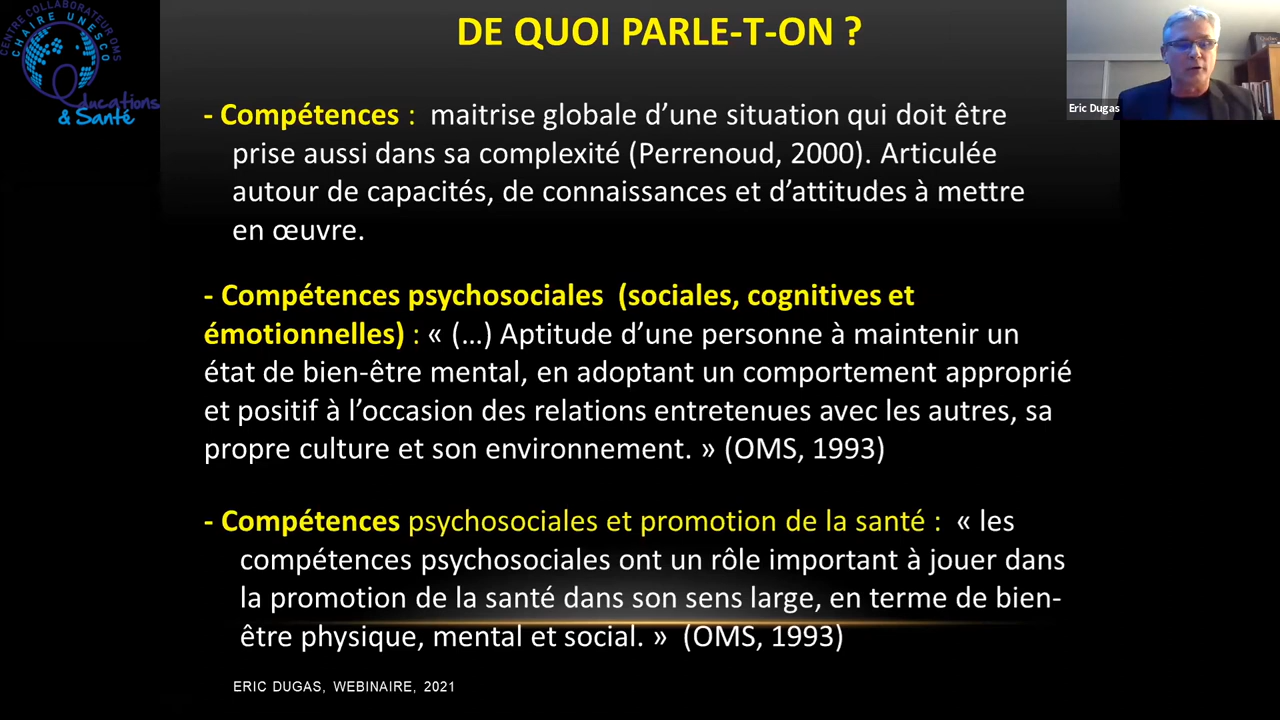 CENTRE COLLABORATEUR OMS
CHAIRE UNESCO
Educations
& Santé
DE QUOI PARLE-T-ON ?
Eric Dugas
- Compétences : maitrise globale d’une situation qui doit être
prise aussi dans sa complexité (Perrenoud, 2000). Articulée
autour de capacités, de connaissances et d’attitudes à mettre
en œuvre.
- Compétences psychosociales (sociales, cognitives et
émotionnelles) : « (…) Aptitude d’une personne à maintenir un
état de bien-être mental, en adoptant un comportement approprié
et positif à l’occasion des relations entretenues avec les autres, sa
propre culture et son environnement. » (OMS, 1993)
- Compétences psychosociales et promotion de la santé : « les
compétences psychosociales ont un rôle important à jouer dans
la promotion de la santé dans son sens large, en terme de bien-
être physique, mental et social. » (OMS, 1993)
ERIC DUGAS, WEBINAIRE, 2021